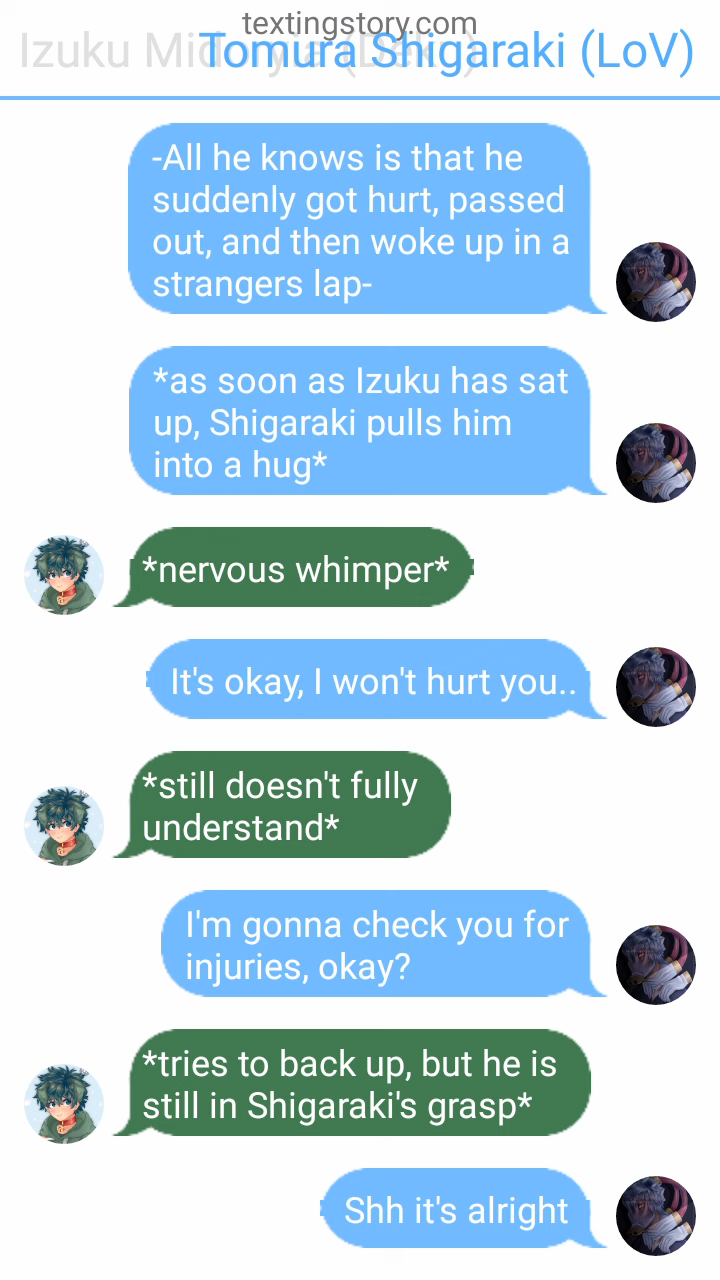 textingstory.com
Izuku Midoriya (Deku)
Tomura Shigaraki (LoV)
-All he knows is that he
suddenly got hurt, passed
out, and then woke up in a
strangers lap-
*as soon as Izuku has sat
up, Shigaraki pulls him
into a hug*
*nervous whimper*
It's okay, I won't hurt you..
*still doesn't fully
understand*
I'm gonna check you for
injuries, okay?
*tries to back up, but he is
still in Shigaraki's grasp*
Shh it's alright